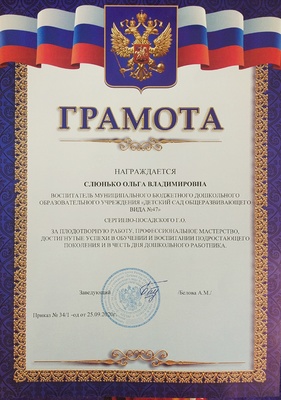 ГРАМОТА
НАГРАЖДАЕТСЯ
СЛЮНЬКО ОЛЬГА ВЛАДИМИРОВНА
ВОСПИТАТЕЛЬ МУНИЦИПАЛЬНОГО БЮДЖЕТНОГО ДОШКОЛЬНОГО
ОБРАЗОВАТЕЛЬНОГО УЧРЕЖДЕНИЯ «ДЕТСКИЙ САД ОБЩЕРАЗВИВАЮЩЕГО
ВИДА №47»
СЕРГИЕВО-ПОСАДСКОГО Г.О.
ЗА ПЛОДОТВОРНУЮ РАБОТУ, ПРОФЕССИОНАЛЬНОЕ МАСТЕРСТВО,
ДОСТИГНУТЫЕ УСПЕХИ В ОБУЧЕНИИ И ВОСПИТАНИИ ПОДРОСТАЮЩЕГО
ПОКОЛЕНИЯ И В ЧЕСТЬ ДНЯ ДОШКОЛЬНОГО РАБОТНИКА.
Заведующий /Белова А.М./
Приказ № 34/1 -од от 25.09.2020г.